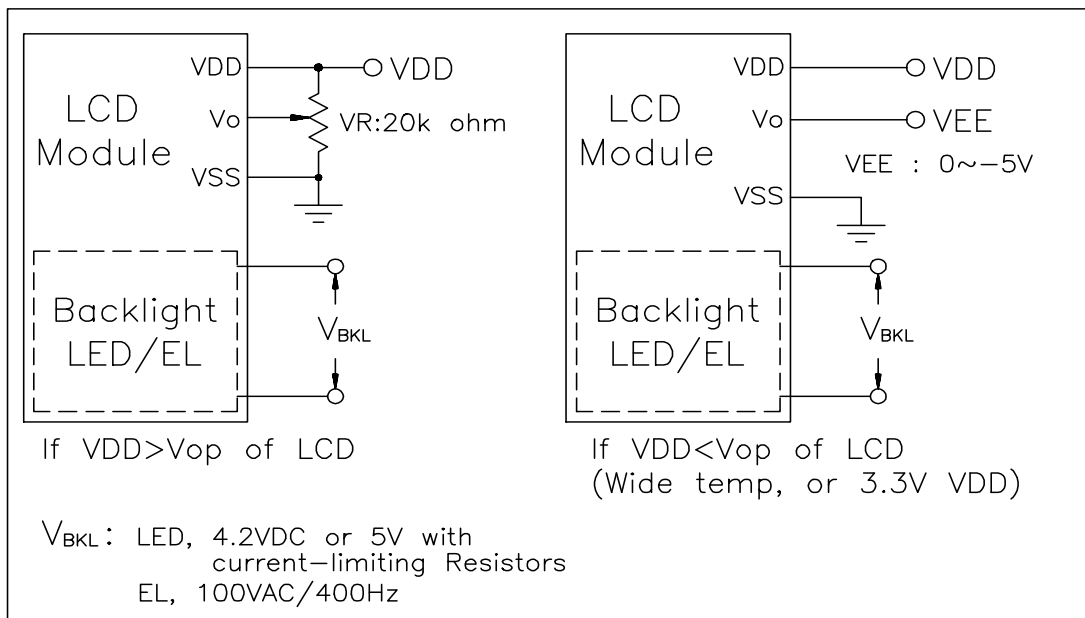 VDD
VDD
LCD
Module
Vo
VR:20k ohm
VSS
Backlight
LED/EL
VBKL
If VDD>Vop of LCD
VDD
VDD
LCD
Module
Vo
VEE
VEE : 0~-5V
VSS
Backlight
LED/EL
VBKL
If VDD<Vop of LCD
(Wide temp, or 3.3V VDD)
VBKL: LED, 4.2VDC or 5V with
current-limiting Resistors
EL, 100VAC/400Hz